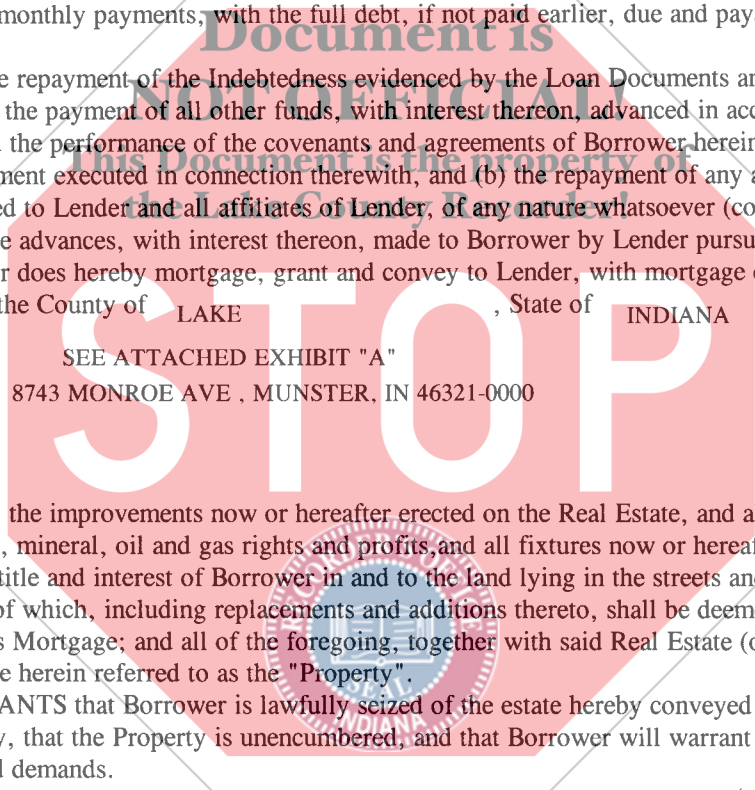 monthly payments, with the full debt, if not paid earlier, due and pay
Document is
e repayment of the Indebtedness evidenced by the Loan Documents an
NOT OFFICIAL!
the payment of all other funds, with interest thereon, advanced in acc
the performance of the covenants and agreements of Borrower herein
This Document is the property of
ment executed in connection therewith, and (b) the repayment of any a
the Lake County Recorder!
ed to Lender and all affiliates of Lender, of any nature whatsoever (co
e advances, with interest thereon, made to Borrower by Lender pursu
r does hereby mortgage, grant and convey to Lender, with mortgage
the County of LAKE , State of INDIANA
SEE ATTACHED EXHIBIT "A"
8743 MONROE AVE , MUNSTER, IN 46321-0000
STOP
the improvements now or hereafter erected on the Real Estate, and a
, mineral, oil and gas rights and profits,and all fixtures now or hereaf
title and interest of Borrower in and to the land lying in the streets an
of which, including replacements and additions thereto, shall be deem
s Mortgage; and all of the foregoing, together with said Real Estate (o
e herein referred to as the "Property".
ANTS that Borrower is lawfully seized of the estate hereby conveyed
y, that the Property is unencumbered, and that Borrower will warrant
d demands.
SEAL
INDIANA